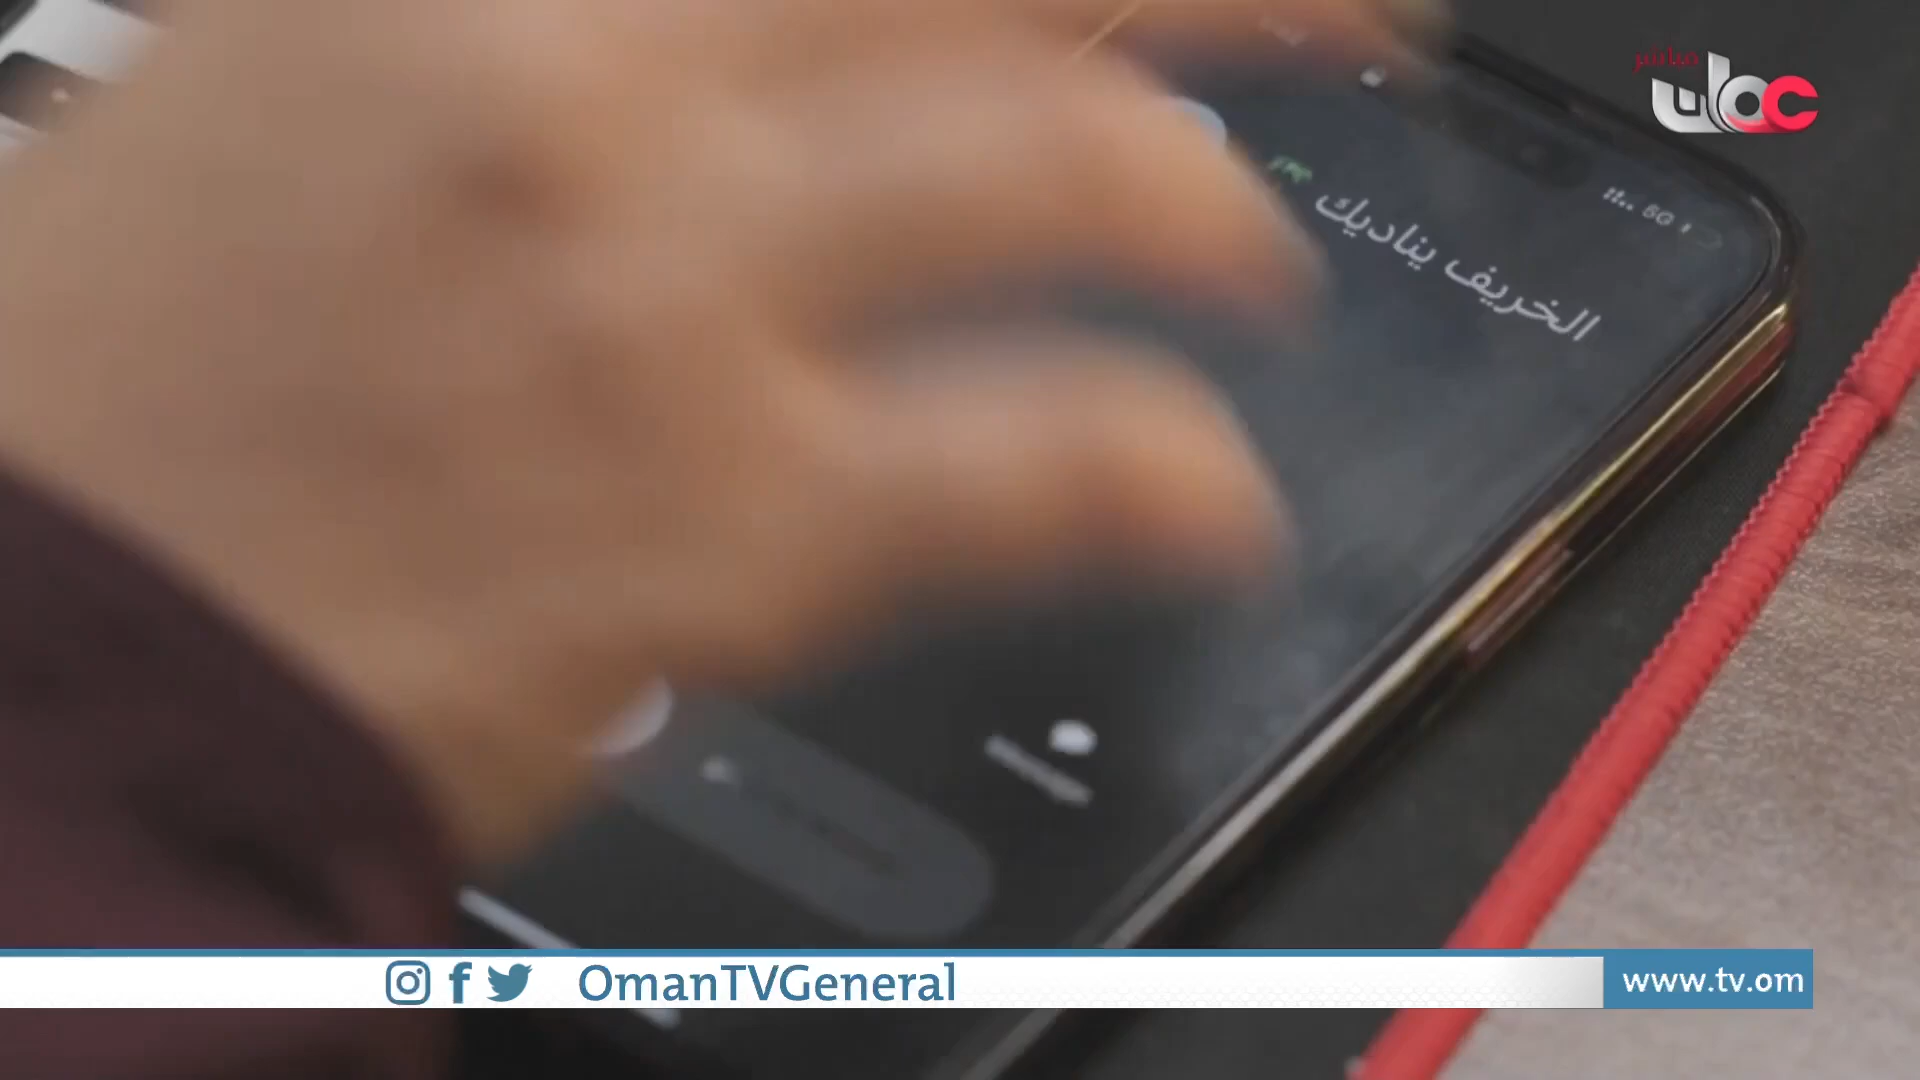 مباشر
عمان
5G
الخريف يناديك
OmanTVGeneral
www.tv.om